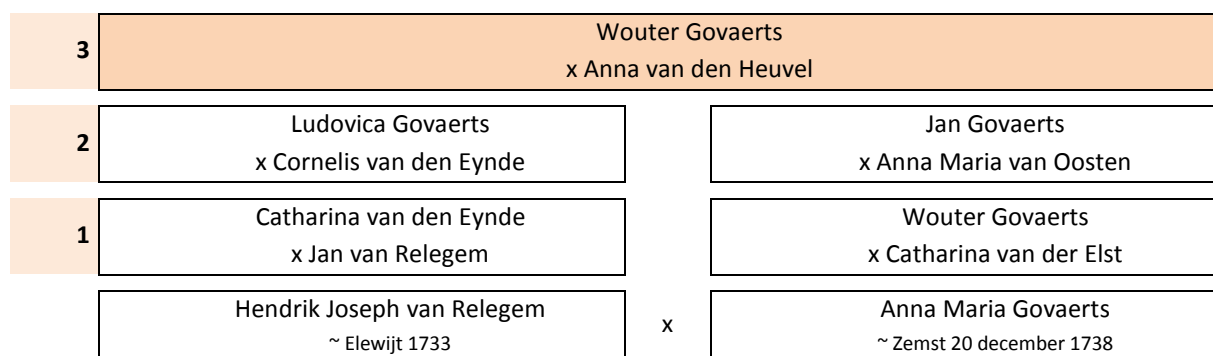 3
Wouter Govaerts
x Anna van den Heuvel
2
Ludovica Govaerts
x Cornelis van den Eynde
Jan Govaerts
x Anna Maria van Oosten
1
Catharina van den Eynde
x Jan van Relegem
Wouter Govaerts
x Catharina van der Elst
Hendrik Joseph van Relegem
~ Elewijt 1733
x
Anna Maria Govaerts
~ Zemst 20 december 1738